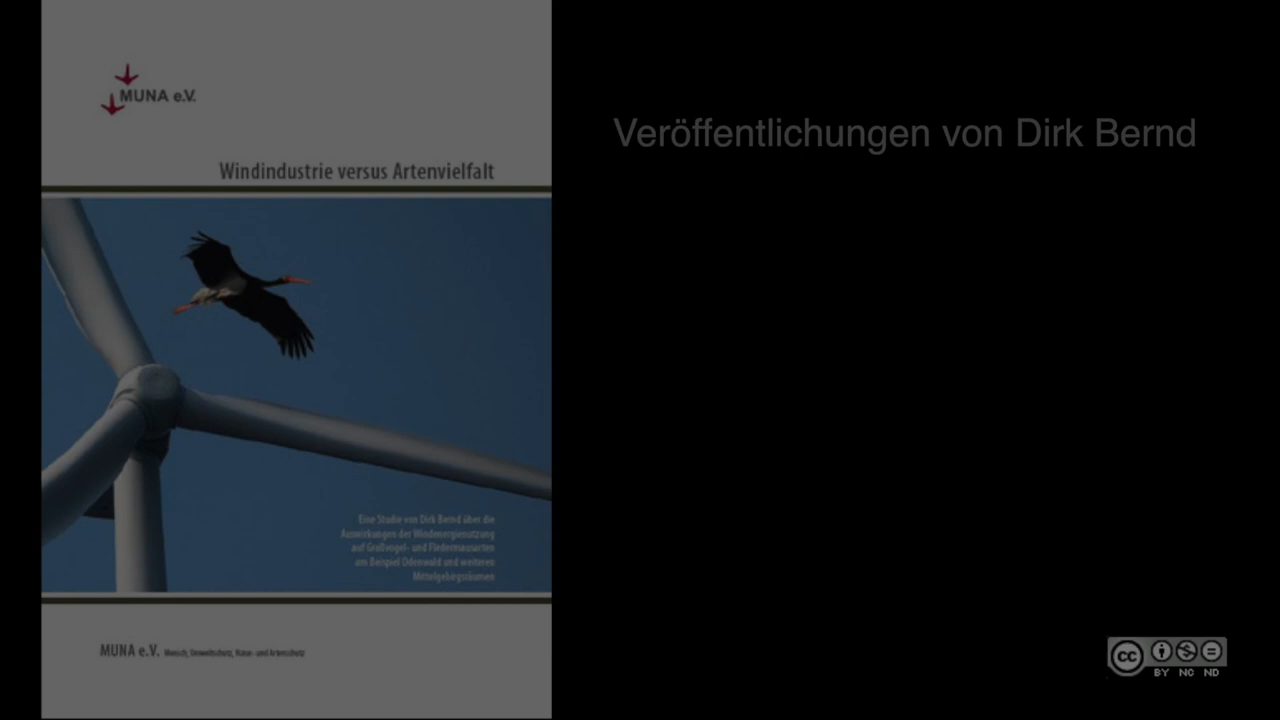 MUNA e.V.
Windindustrie versus Artenvielfalt
Eine Studie von Dirk Bernd über die
Auswirkungen der Windenergienutzung
auf Großvogel- und Fledermausarten
am Beispiel Odenwald und weiteren
Mittelgebirgsräumen
MUNA e.V. Mensch, Umweltschutz, Natur- und Artenschutz
Veröffentlichungen von Dirk Bernd
cc
BY NC ND